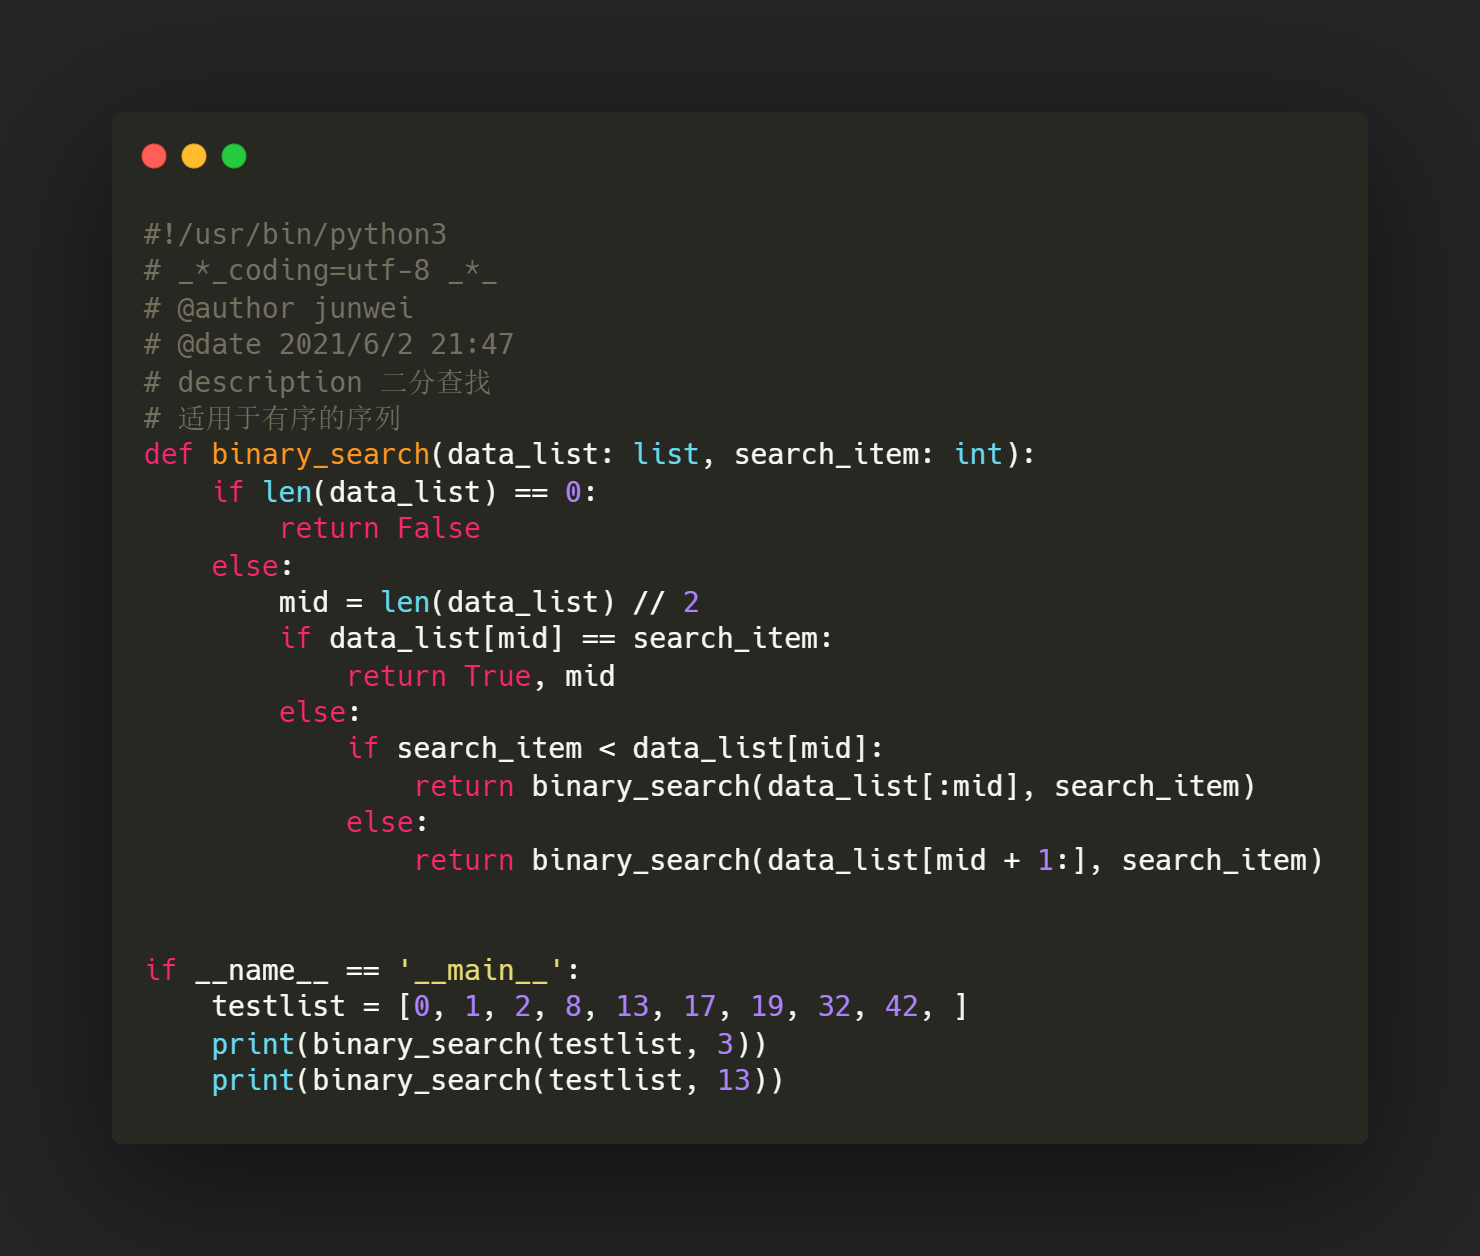 #!/usr/bin/python3
# _*_coding=utf-8 _*_
# @author junwei
# @date 2021/6/2 21:47
# description 二分查找
# 适用于有序的序列
def binary_search(data_list: list, search_item: int):
    if len(data_list) == 0:
        return False
    else:
        mid = len(data_list) // 2
        if data_list[mid] == search_item:
            return True, mid
        else:
            if search_item < data_list[mid]:
                return binary_search(data_list[:mid], search_item)
            else:
                return binary_search(data_list[mid + 1:], search_item)


if __name__ == '__main__':
    testlist = [0, 1, 2, 8, 13, 17, 19, 32, 42, ]
    print(binary_search(testlist, 3))
    print(binary_search(testlist, 13))